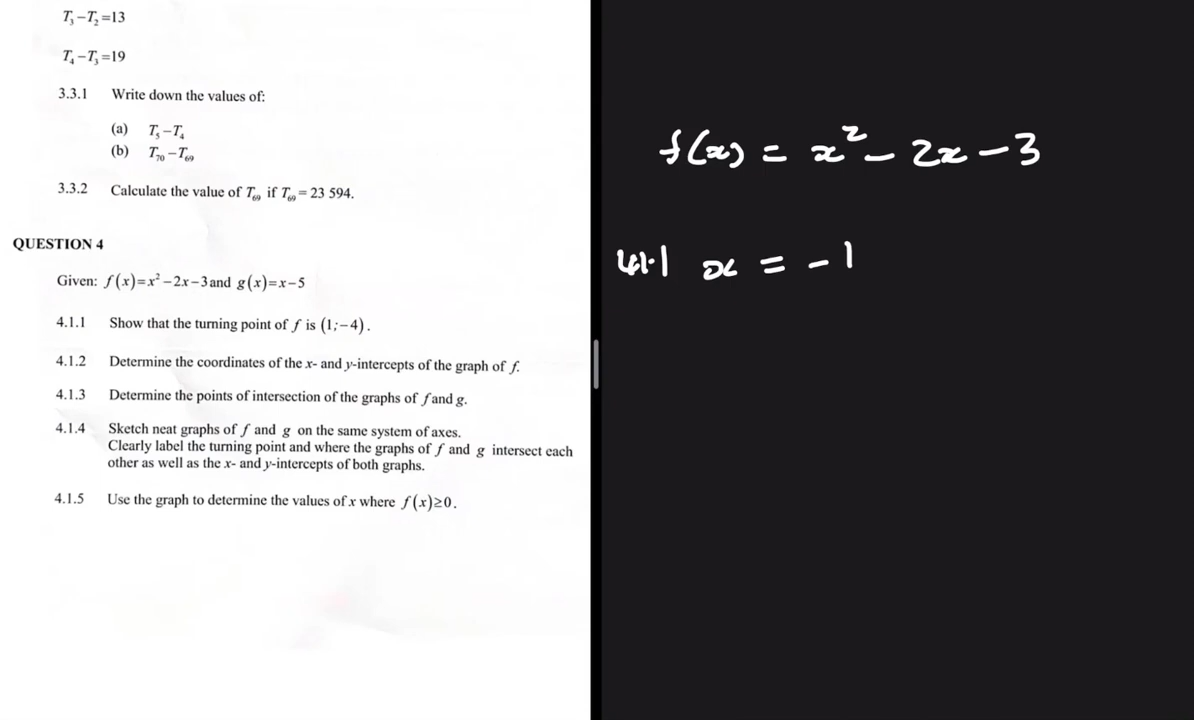 T₃−T₂=13
T₄−T₃=19
3.3.1 Write down the values of:
(a) T₅−T₄
(b) T₇₀−T₆₉
3.3.2 Calculate the value of T₆₉ if T₆₉ = 23 594.
QUESTION 4
Given: f(x)=x²−2x−3 and g(x)=x−5
4.1.1 Show that the turning point of f is (1;−4).
4.1.2 Determine the coordinates of the x- and y-intercepts of the graph of f.
4.1.3 Determine the points of intersection of the graphs of f and g.
4.1.4 Sketch neat graphs of f and g on the same system of axes.
Clearly label the turning point and where the graphs of f and g intersect each
other as well as the x- and y-intercepts of both graphs.
4.1.5 Use the graph to determine the values of x where f(x)≥0.
f(x) = x² − 2x − 3
41.1 x = −1